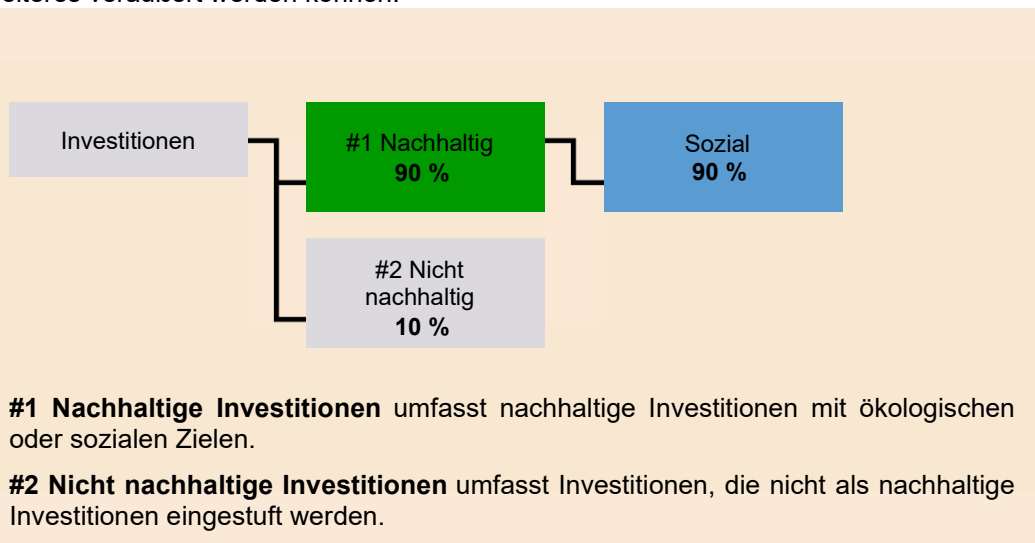 Investitionen
#1 Nachhaltig
90 %
Sozial
90 %
#2 Nicht
nachhaltig
10 %
#1 Nachhaltige Investitionen umfasst nachhaltige Investitionen mit ökologischen
oder sozialen Zielen.
#2 Nicht nachhaltige Investitionen umfasst Investitionen, die nicht als nachhaltige
Investitionen eingestuft werden.